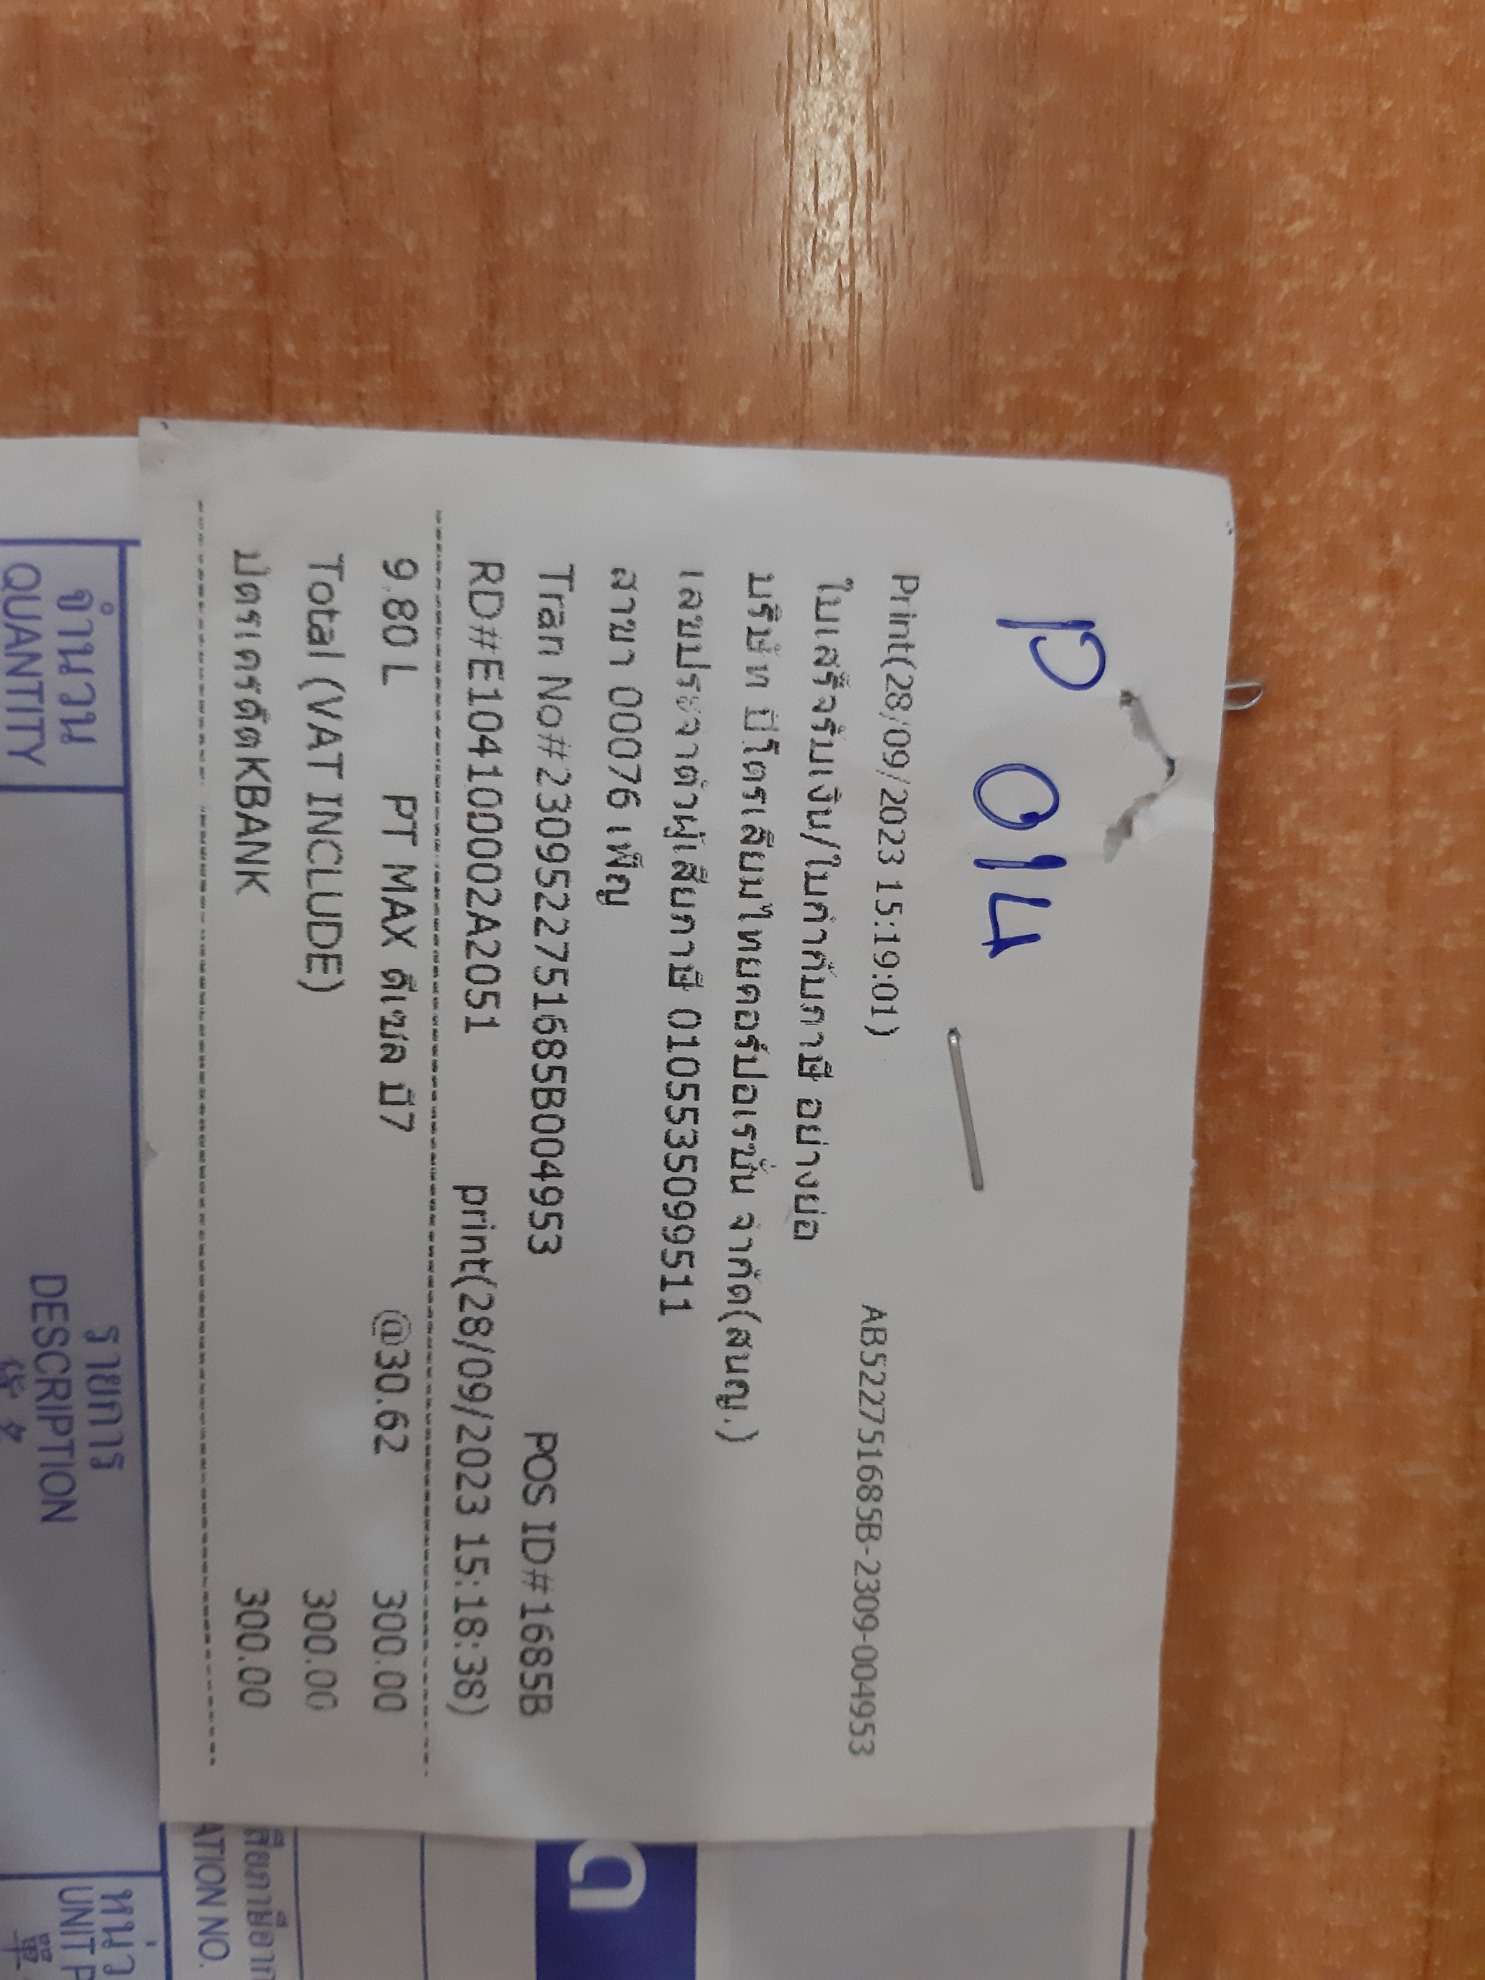 P 014
Print(28/09/2023 15:19:01) AB522751685B-2309-004953
ใบเสร็จรับเงิน/ใบกำกับภาษี อย่างย่อ
บริษัท ปิโตรเลียมไทยคอร์ปอเรชั่น จำกัด(สนญ.)
เลขประจำตัวผู้เสียภาษี 0105535099511
สาขา 00076 เพ็ญ
Tran No#2309522751685B004953 POS ID#1685B
RD#E104100002A2051 print(28/09/2023 15:18:38)
9.80 L PT MAX ดีเซล บี7 @30.62 300.00
Total (VAT INCLUDE) 300.00
บัตรเครดิตKBANK 300.00
a
ATION NO.
จำนวน รายการ หน่ว
QUANTITY DESCRIPTION UNIT P